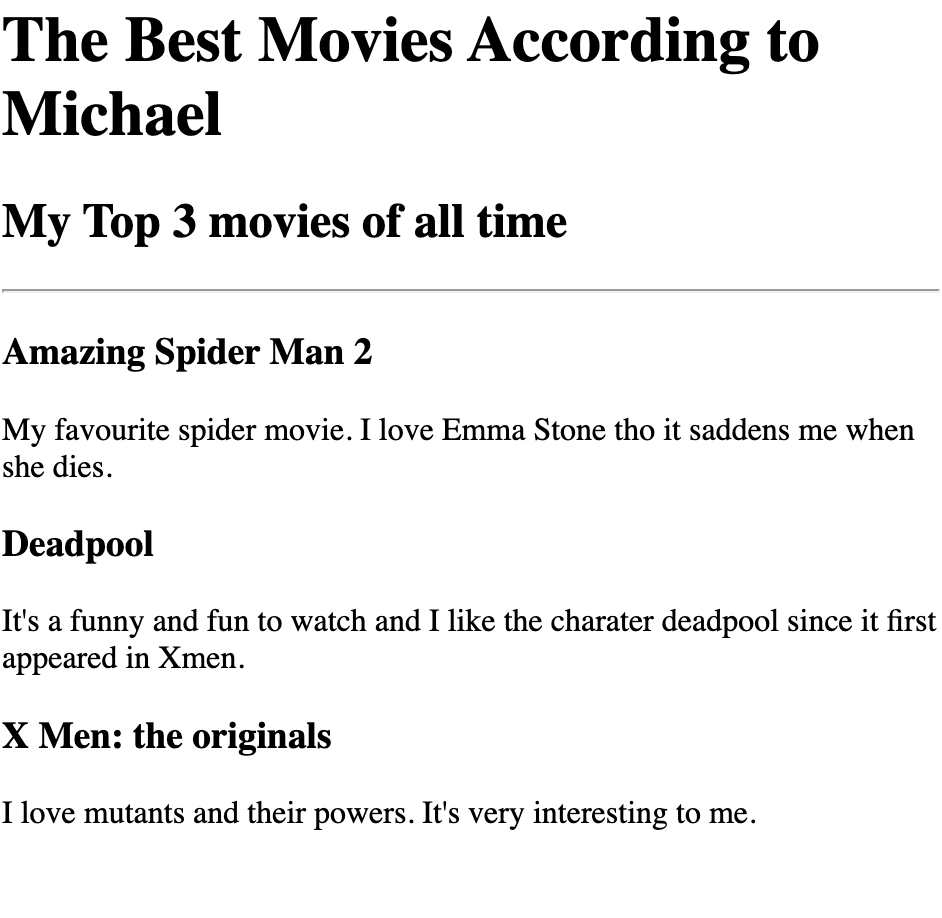 The Best Movies According to
Michael
My Top 3 movies of all time
Amazing Spider Man 2
My favourite spider movie. I love Emma Stone tho it saddens me when
she dies.
Deadpool
It's a funny and fun to watch and I like the charater deadpool since it first
appeared in Xmen.
X Men: the originals
I love mutants and their powers. It's very interesting to me.